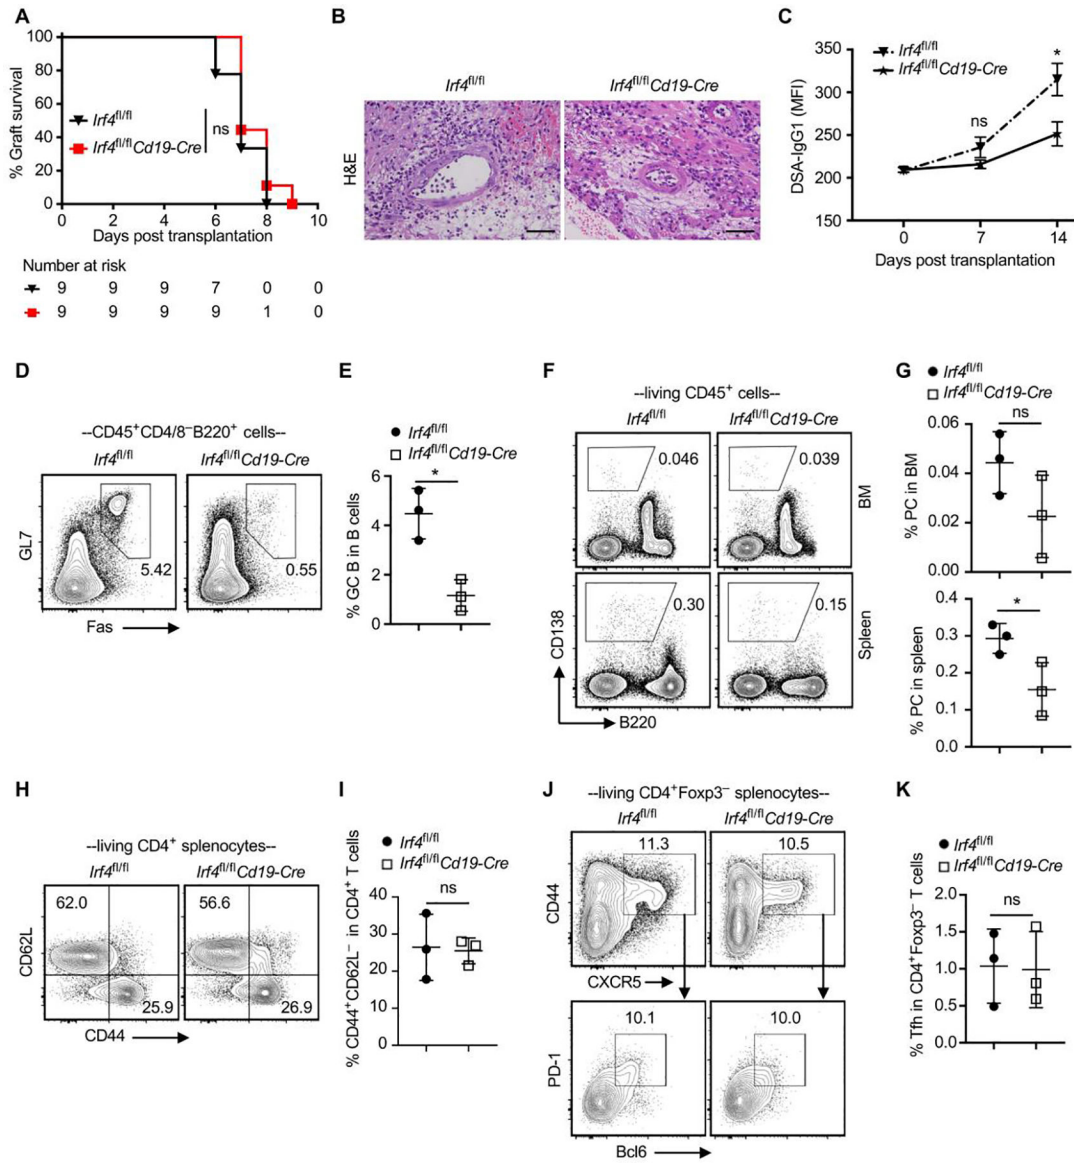 A
100
80
60
40
20
0
% Graft survival
Irf4fl/fl
Irf4fl/flCd19-Cre
ns
0 2 4 6 8 10
Days post transplantation
Number at risk
9 9 9 7 0 0
9 9 9 9 1 0
B
Irf4fl/fl Irf4fl/flCd19-Cre
H&E
C
Irf4fl/fl
Irf4fl/flCd19-Cre
350
300
250
200
150
DSA-IgG1 (MFI)
ns
*
0 7 14
Days post transplantation
D
--CD45+CD4/8−B220+ cells--
Irf4fl/fl Irf4fl/flCd19-Cre
GL7
5.42 0.55
Fas
E
Irf4fl/fl
Irf4fl/flCd19-Cre
*
6
4
2
0
% GC B in B cells
F
--living CD45+ cells--
Irf4fl/fl Irf4fl/flCd19-Cre
0.046 0.039
BM
0.30 0.15
Spleen
CD138
B220
G
Irf4fl/fl
Irf4fl/flCd19-Cre
ns
0.06
0.04
0.02
0.00
% PC in BM
*
0.4
0.3
0.2
0.1
0.0
% PC in spleen
H
--living CD4+ splenocytes--
Irf4fl/fl Irf4fl/flCd19-Cre
62.0 56.6
CD62L
25.9 26.9
CD44
I
Irf4fl/fl
Irf4fl/flCd19-Cre
ns
40
30
20
10
0
% CD44+CD62L− in CD4+ T cells
J
--living CD4+Foxp3− splenocytes--
Irf4fl/fl Irf4fl/flCd19-Cre
11.3 10.5
CD44
CXCR5
10.1 10.0
PD-1
Bcl6
K
Irf4fl/fl
Irf4fl/flCd19-Cre
ns
2.0
1.5
1.0
0.5
0.0
% Tfh in CD4+Foxp3− T cells